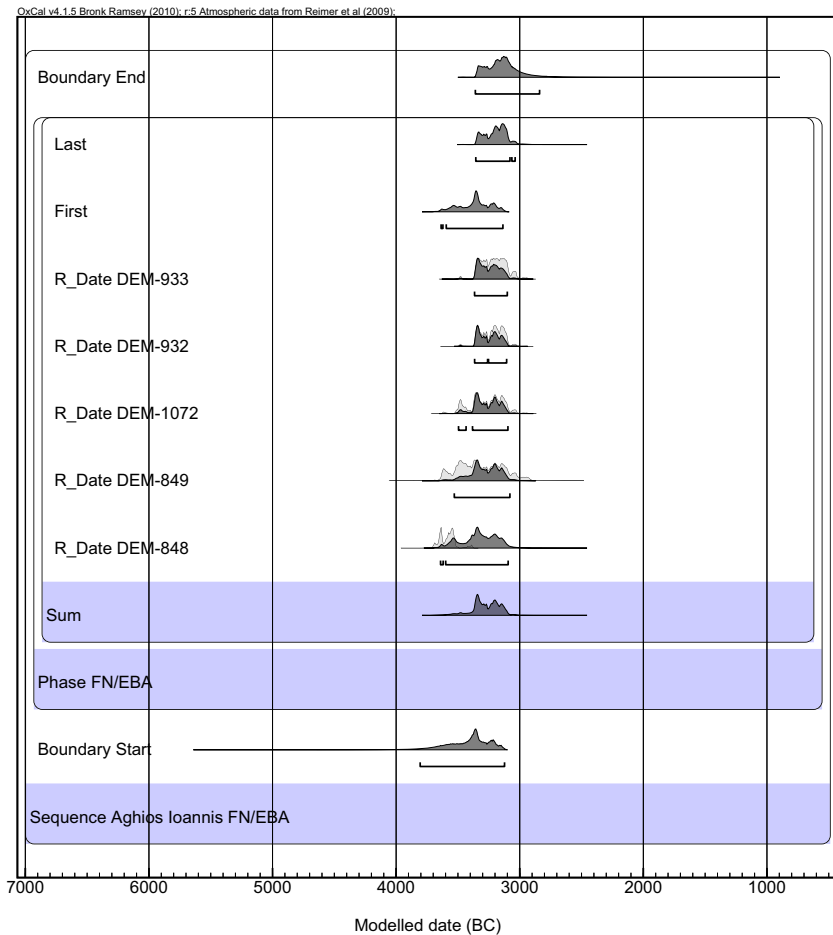 OxCal v4.1.5 Bronk Ramsey (2010); r:5 Atmospheric data from Reimer et al (2009);
Boundary End
Last
First
R_Date DEM-933
R_Date DEM-932
R_Date DEM-1072
R_Date DEM-849
R_Date DEM-848
Sum
Phase FN/EBA
Boundary Start
Sequence Aghios Ioannis FN/EBA
7000 6000 5000 4000 3000 2000 1000
Modelled date (BC)